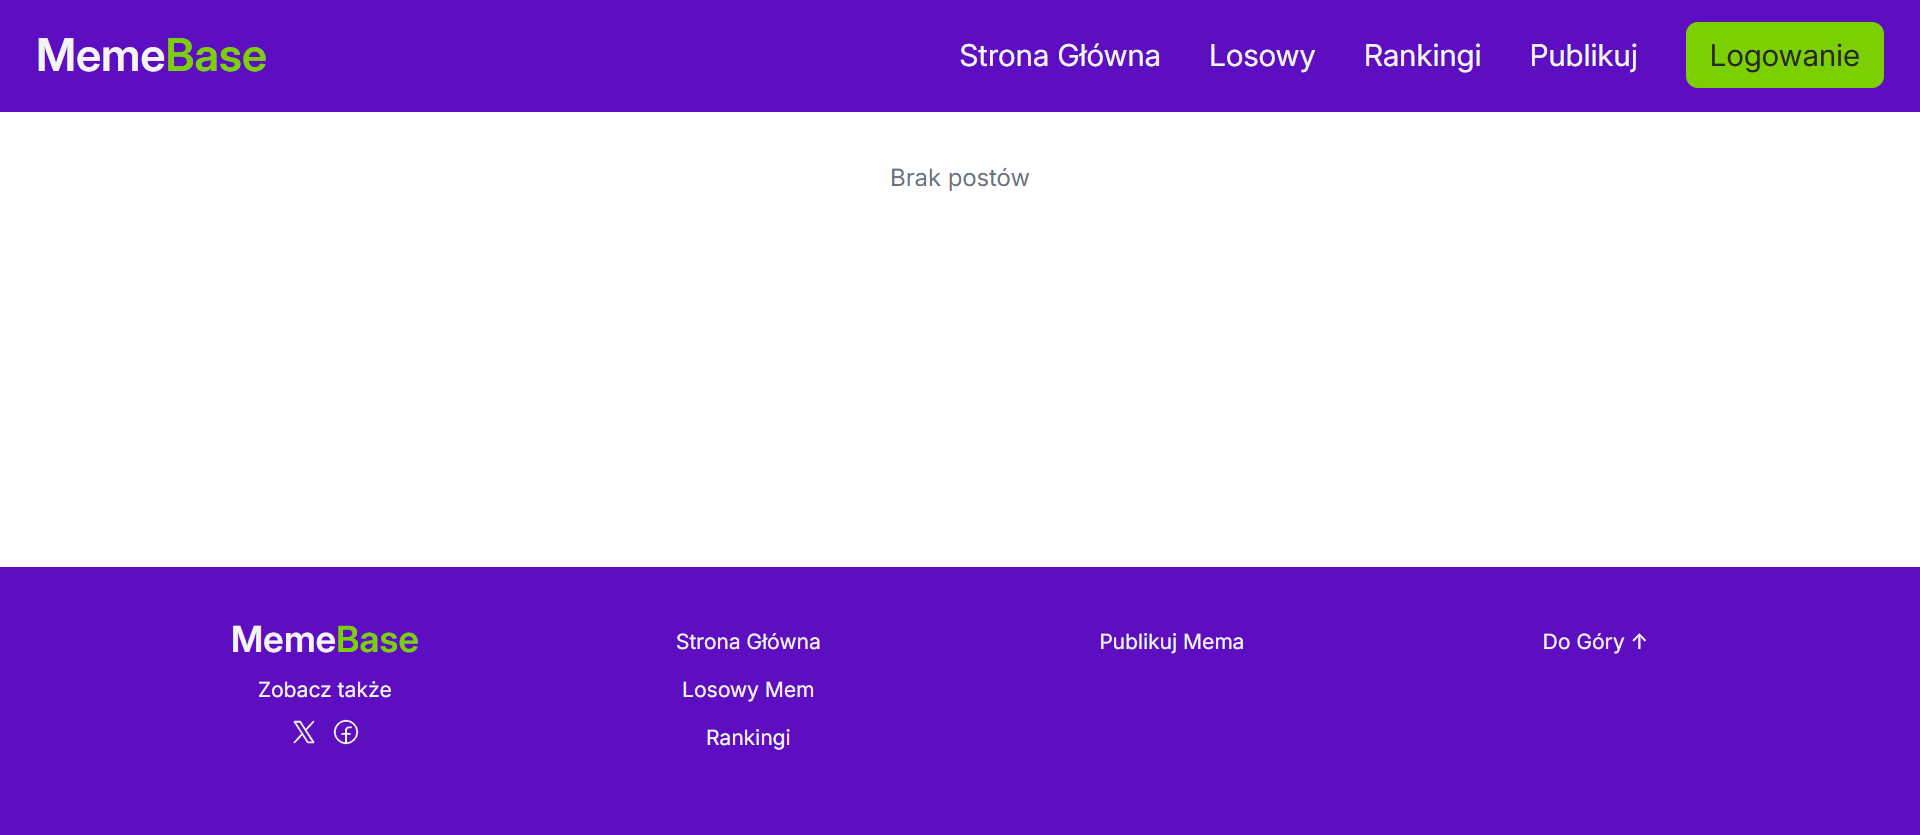 MemeBase
Strona Główna Losowy Rankingi Publikuj Logowanie
Brak postów
MemeBase
Zobacz także
Strona Główna
Losowy Mem
Rankingi
Publikuj Mema
Do Góry ↑